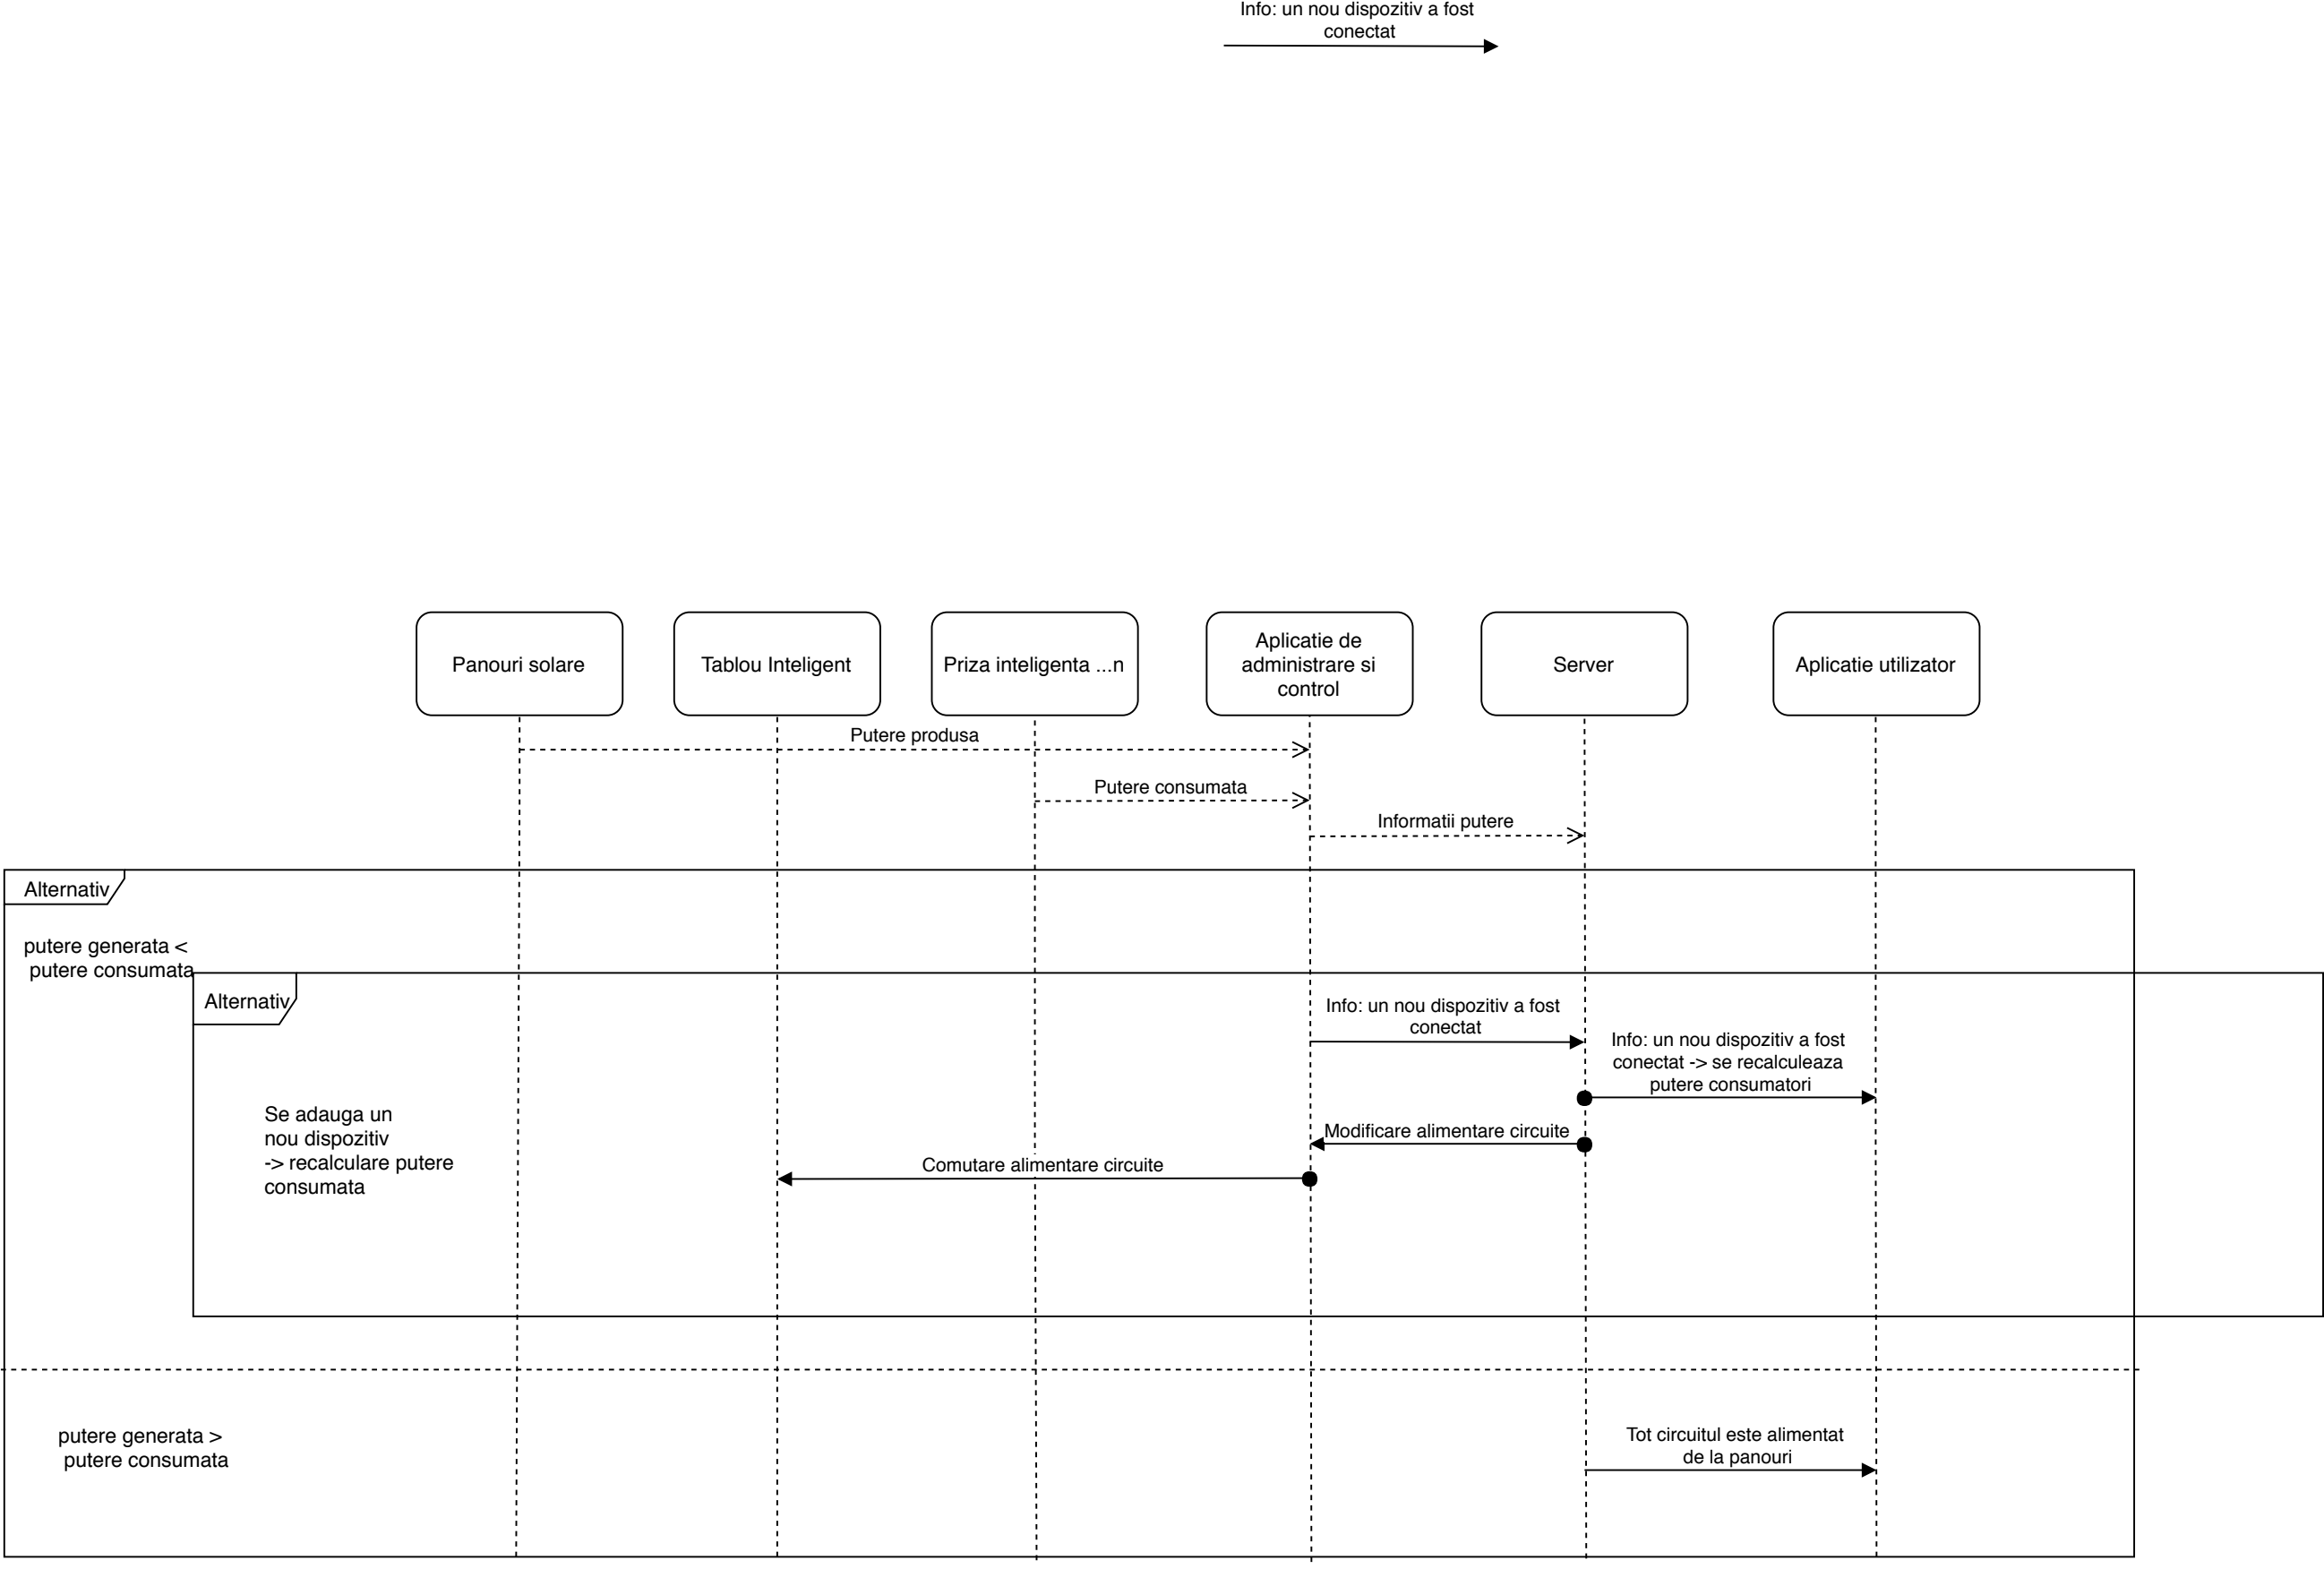 Info: un nou dispozitiv a fost
conectat
Panouri solare
Tablou Inteligent
Priza inteligenta ...n
Aplicatie de
administrare si
control
Server
Aplicatie utilizator
Putere produsa
Putere consumata
Informatii putere
Alternativ
putere generata <
putere consumata
Alternativ
Info: un nou dispozitiv a fost
conectat
Info: un nou dispozitiv a fost
conectat -> se recalculeaza
putere consumatori
Se adauga un
nou dispozitiv
-> recalculare putere
consumata
Modificare alimentare circuite
Comutare alimentare circuite
putere generata >
putere consumata
Tot circuitul este alimentat
de la panouri